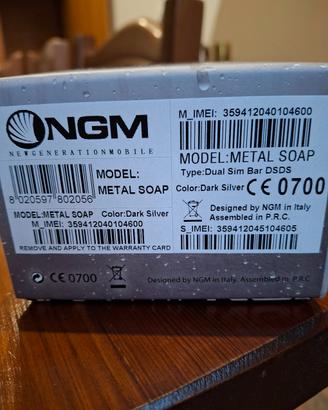 NGM
NEWGENERATIONMOBILE
8 020597 802056
MODEL:
METAL SOAP
MODEL:METAL SOAP Color:Dark Silver
M_IMEI: 359412040104600
REMOVE AND APPLY TO THE WARRANTY CARD
M_IMEI: 359412040104600
MODEL:METAL SOAP
Type:Dual Sim Bar DSDS
Color:Dark Silver CE 0700
Designed by NGM in Italy
Assembled in P.R.C.
S_IMEI: 359412045104605
CE 0700 Designed by NGM in Italy. Assembled in P.R.C